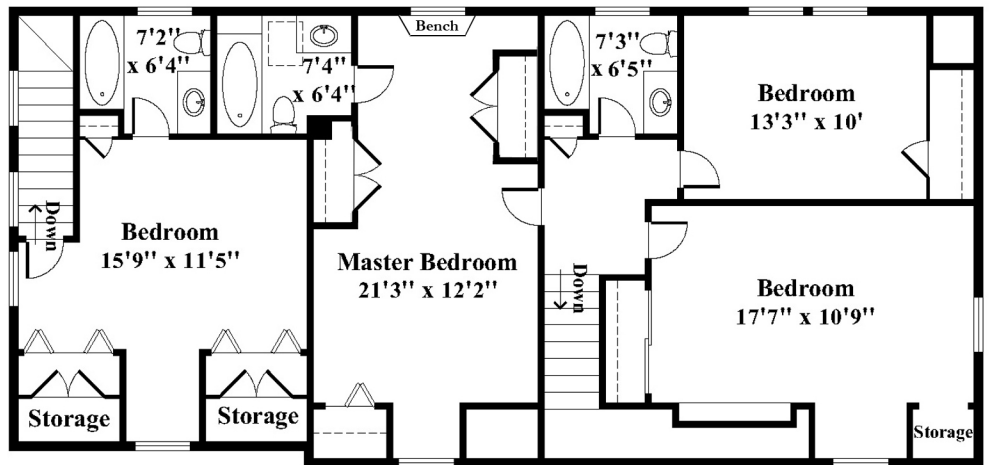 Bench
7'2"
x 6'4"
7'4"
x 6'4"
7'3"
x 6'5"
Bedroom
13'3" x 10'
Down
Bedroom
15'9" x 11'5"
Master Bedroom
21'3" x 12'2"
Down
Bedroom
17'7" x 10'9"
Storage
Storage
Storage